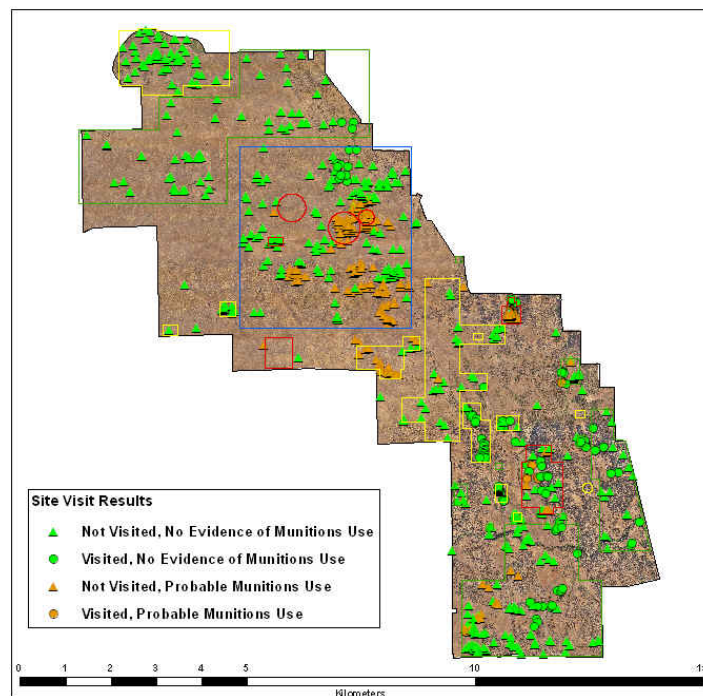 Site Visit Results
Not Visited, No Evidence of Munitions Use
Visited, No Evidence of Munitions Use
Not Visited, Probable Munitions Use
Visited, Probable Munitions Use
0 1 2 3 4 5 10 15
Kilometers